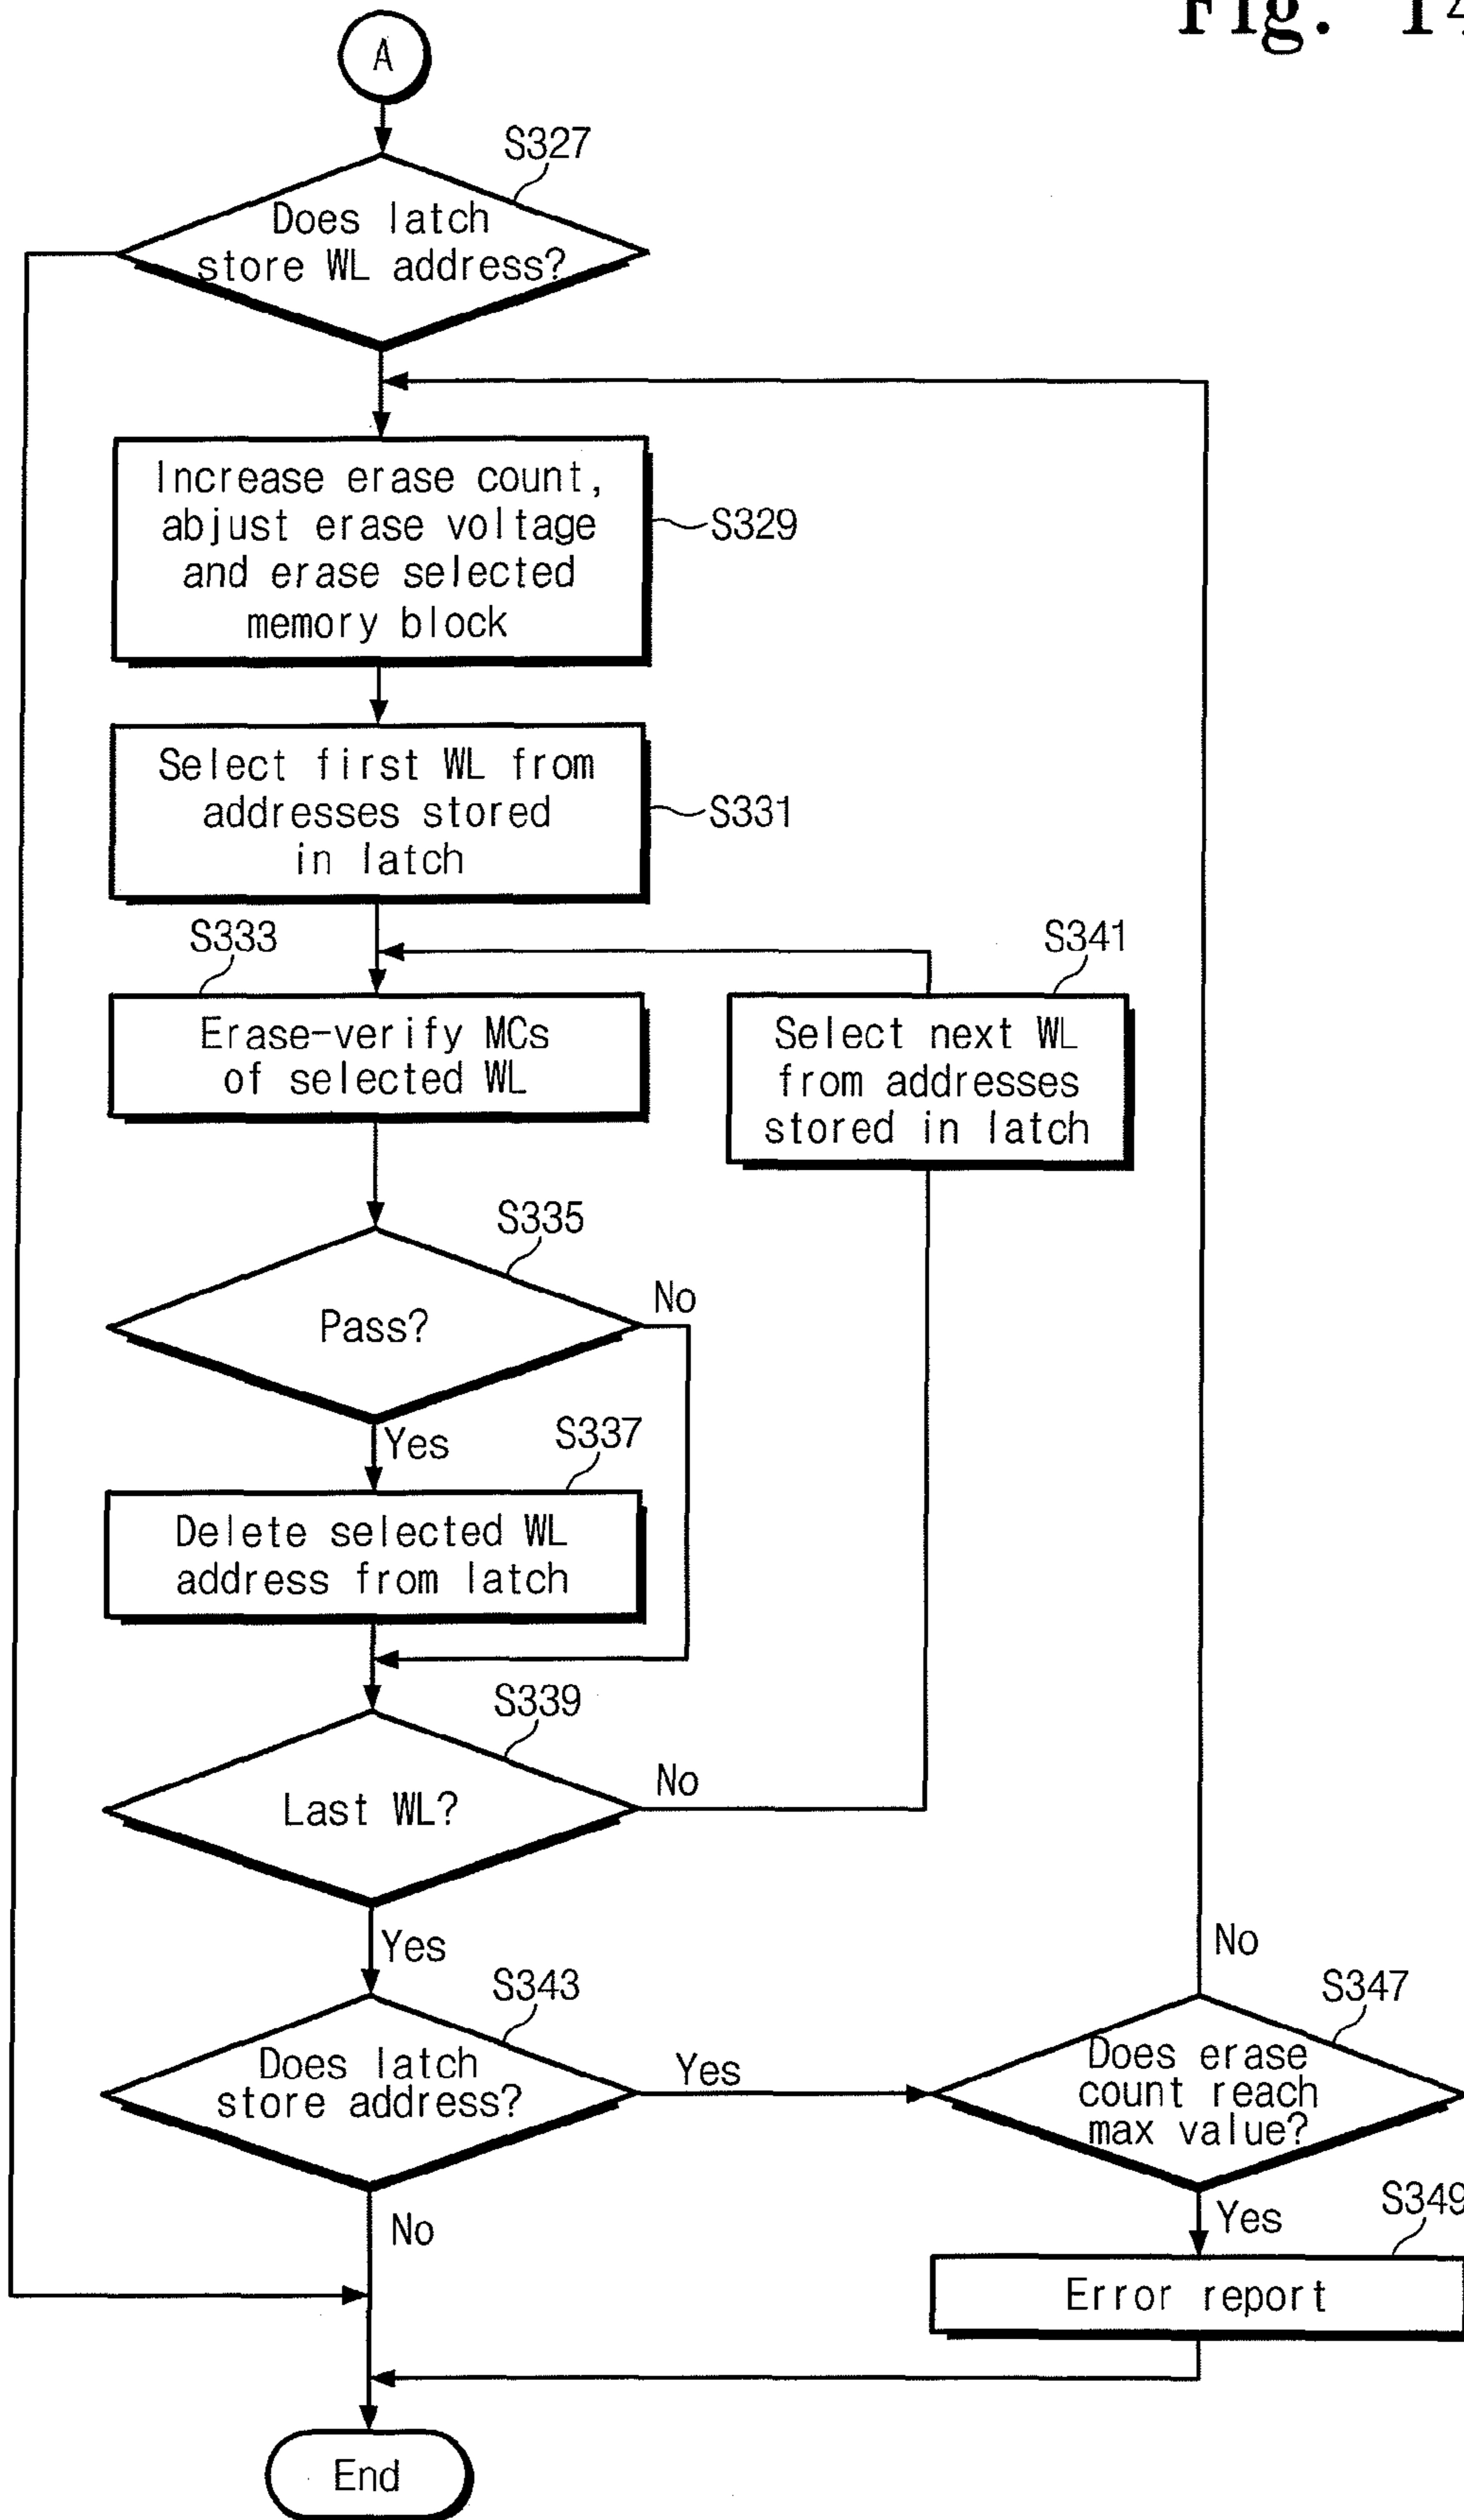 Fig. 14
A
S327
Does latch
store WL address?
Increase erase count,
abjust erase voltage
and erase selected
memory block
S329
Select first WL from
addresses stored
in latch
S331
S333
Erase-verify MCs
of selected WL
S341
Select next WL
from addresses
stored in latch
S335
Pass?
No
Yes
S337
Delete selected WL
address from latch
S339
Last WL?
No
Yes
S343
Does latch
store address?
Yes
No
No
S347
Does erase
count reach
max value?
Yes
S349
Error report
End